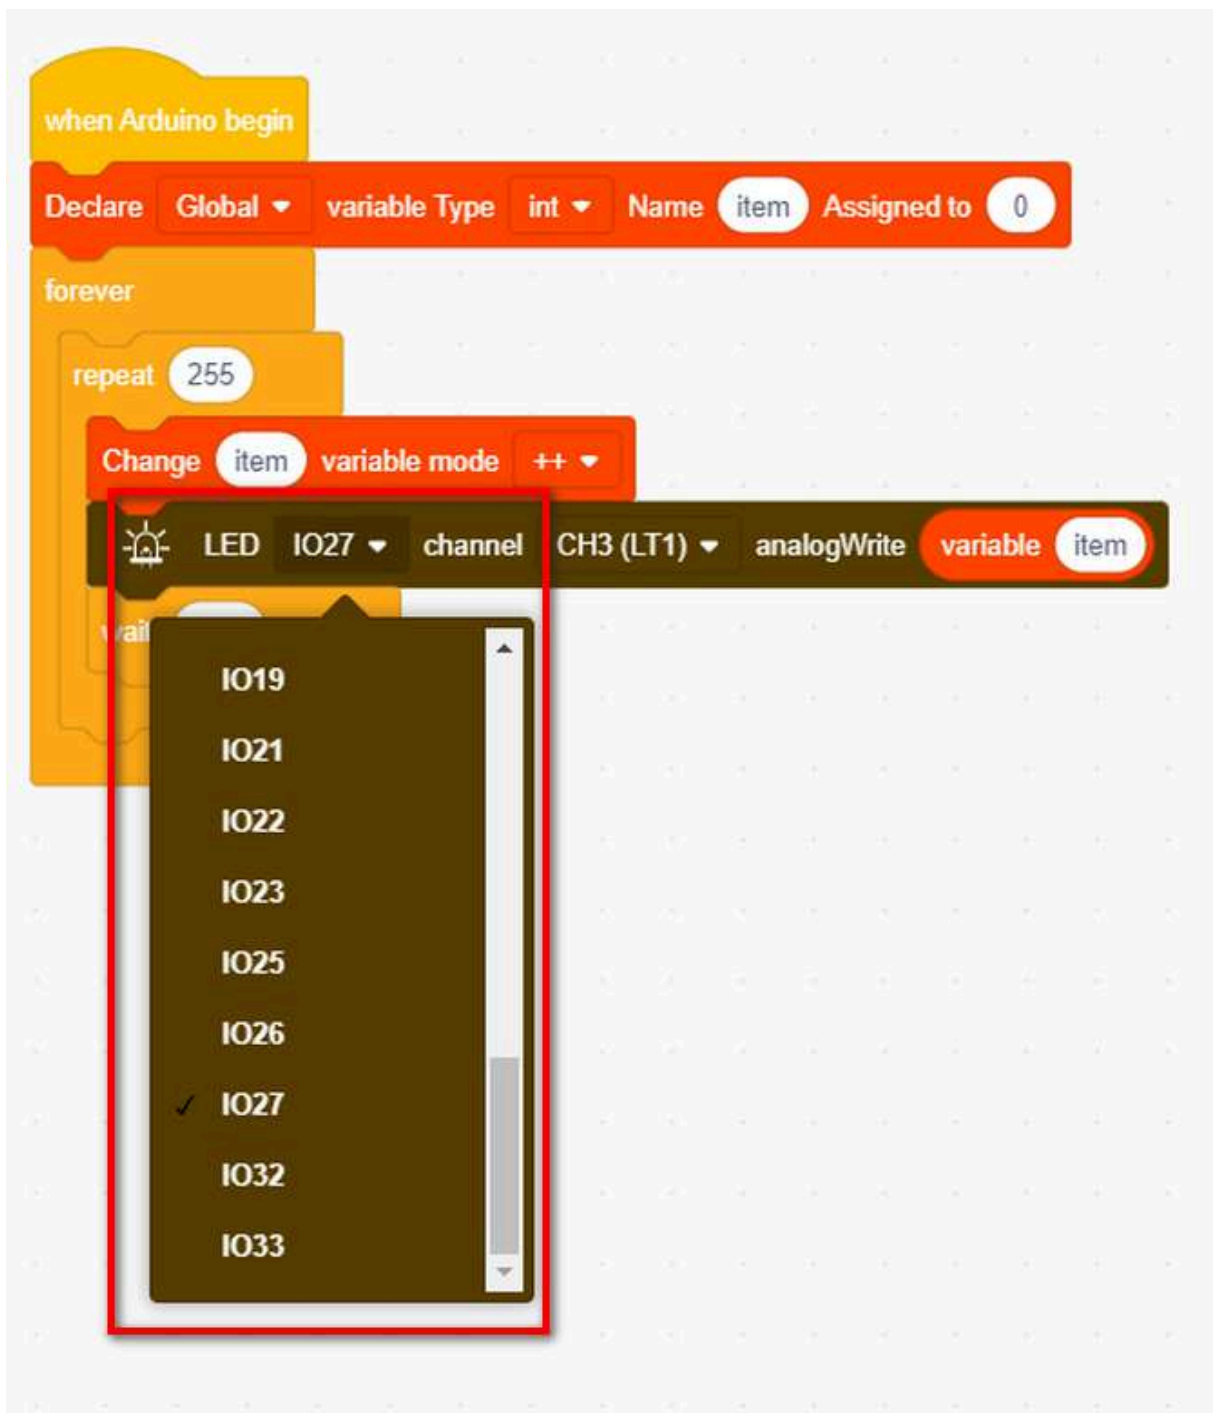 when Arduino begin
Declare Global variable Type int Name item Assigned to 0
forever
repeat 255
Change item variable mode ++
LED IO27 channel CH3 (LT1) analogWrite variable item
IO19
IO21
IO22
IO23
IO25
IO26
IO27
IO32
IO33